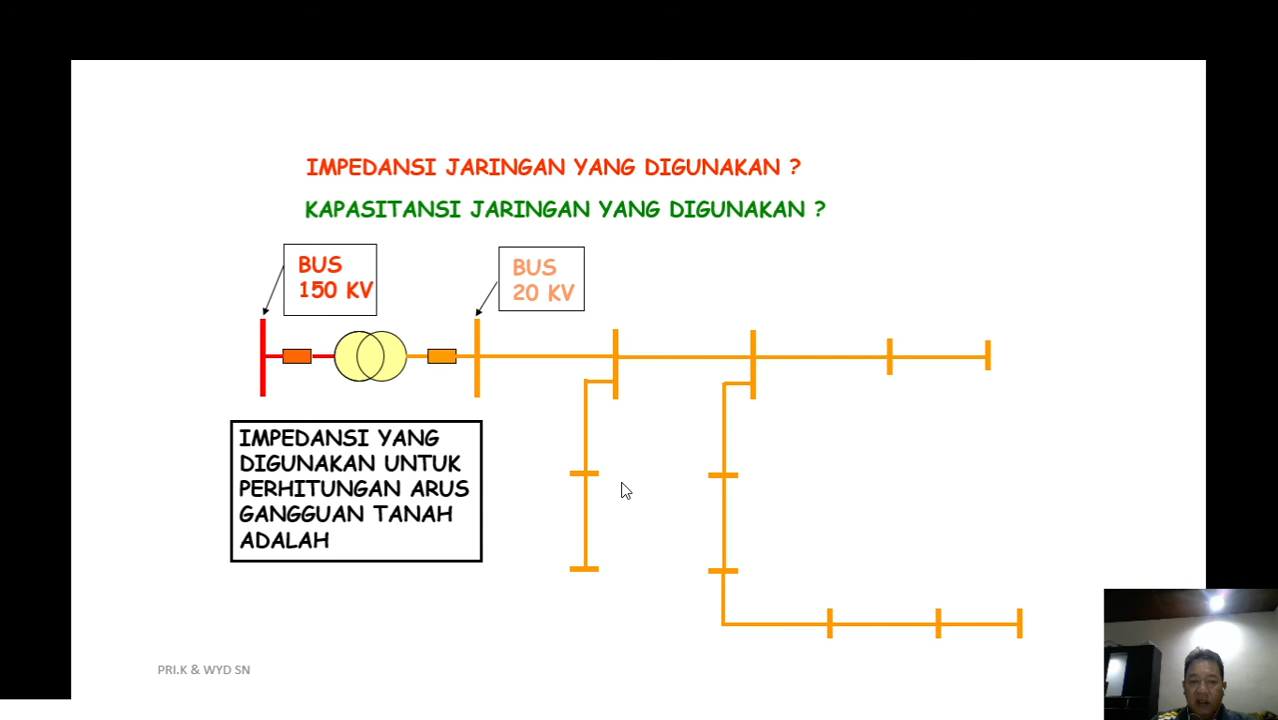 IMPEDANSI JARINGAN YANG DIGUNAKAN ?
KAPASITANSI JARINGAN YANG DIGUNAKAN ?
BUS
150 KV
BUS
20 KV
IMPEDANSI YANG
DIGUNAKAN UNTUK
PERHITUNGAN ARUS
GANGGUAN TANAH
ADALAH
PRI.K & WYD SN